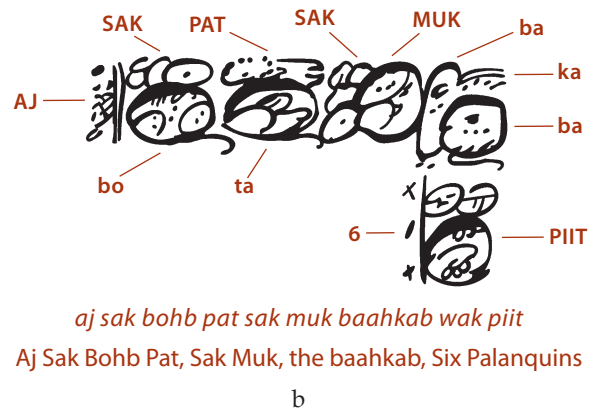 SAK PAT SAK MUK ba
ka
AJ ba
bo ta
6 PIIT
aj sak bohb pat sak muk baahkab wak piit
Aj Sak Bohb Pat, Sak Muk, the baahkab, Six Palanquins
b